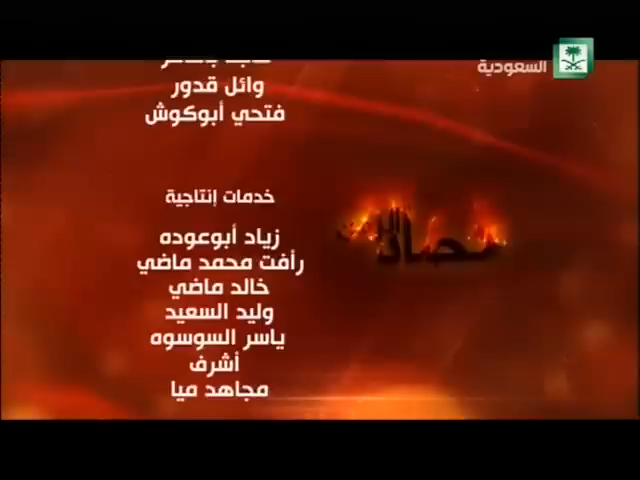 السعودية
وائل قدور
فتحي أبوكوش
خدمات إنتاجية
زياد أبوعوده
رأفت محمد ماضي
خالد ماضي
وليد السعيد
ياسر السوسوه
أشرف
مجاهد ميا